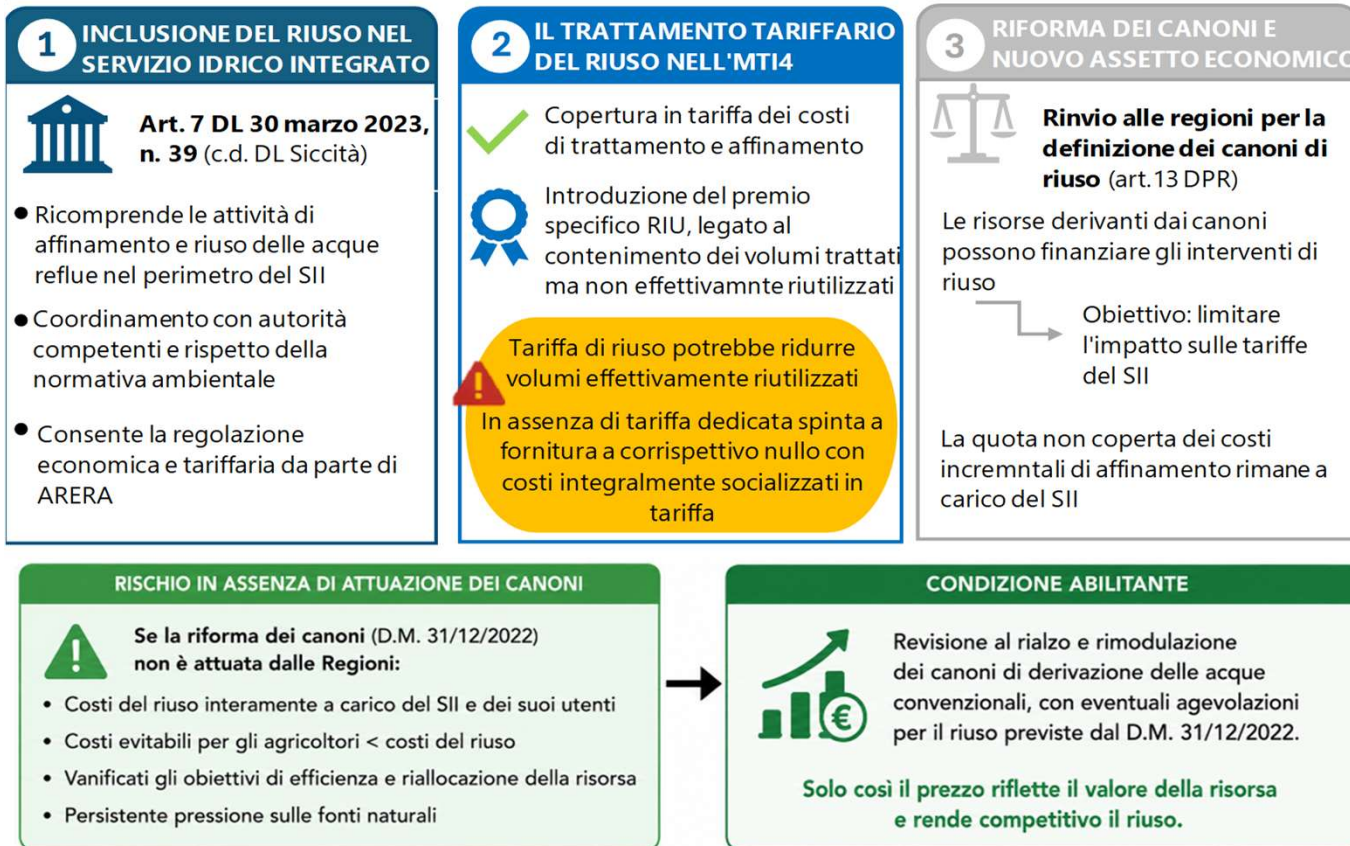 1
INCLUSIONE DEL RIUSO NEL
SERVIZIO IDRICO INTEGRATO
Art. 7 DL 30 marzo 2023,
n. 39 (c.d. DL Siccità)
● Ricomprende le attività di
affinamento e riuso delle acque
reflue nel perimetro del SII
● Coordinamento con autorità
competenti e rispetto della
normativa ambientale
● Consente la regolazione
economica e tariffaria da parte di
ARERA
2
IL TRATTAMENTO TARIFFARIO
DEL RIUSO NELL'MTI4
Copertura in tariffa dei costi
di trattamento e affinamento
Introduzione del premio
specifico RIU, legato al
contenimento dei volumi trattati
ma non effettivamnte riutilizzati
Tariffa di riuso potrebbe ridurre
volumi effettivamente riutilizzati
In assenza di tariffa dedicata spinta a
fornitura a corrispettivo nullo con
costi integralmente socializzati in
tariffa
3
RIFORMA DEI CANONI E
NUOVO ASSETTO ECONOMICO
Rinvio alle regioni per la
definizione dei canoni di
riuso (art.13 DPR)
Le risorse derivanti dai canoni
possono finanziare gli interventi di
riuso
Obiettivo: limitare
l'impatto sulle tariffe
del SII
La quota non coperta dei costi
incremntali di affinamento rimane a
carico del SII
RISCHIO IN ASSENZA DI ATTUAZIONE DEI CANONI
Se la riforma dei canoni (D.M. 31/12/2022)
non è attuata dalle Regioni:
• Costi del riuso interamente a carico del SII e dei suoi utenti
• Costi evitabili per gli agricoltori < costi del riuso
• Vanificati gli obiettivi di efficienza e riallocazione della risorsa
• Persistente pressione sulle fonti naturali
CONDIZIONE ABILITANTE
€
Revisione al rialzo e rimodulazione
dei canoni di derivazione delle acque
convenzionali, con eventuali agevolazioni
per il riuso previste dal D.M. 31/12/2022.
Solo così il prezzo riflette il valore della risorsa
e rende competitivo il riuso.